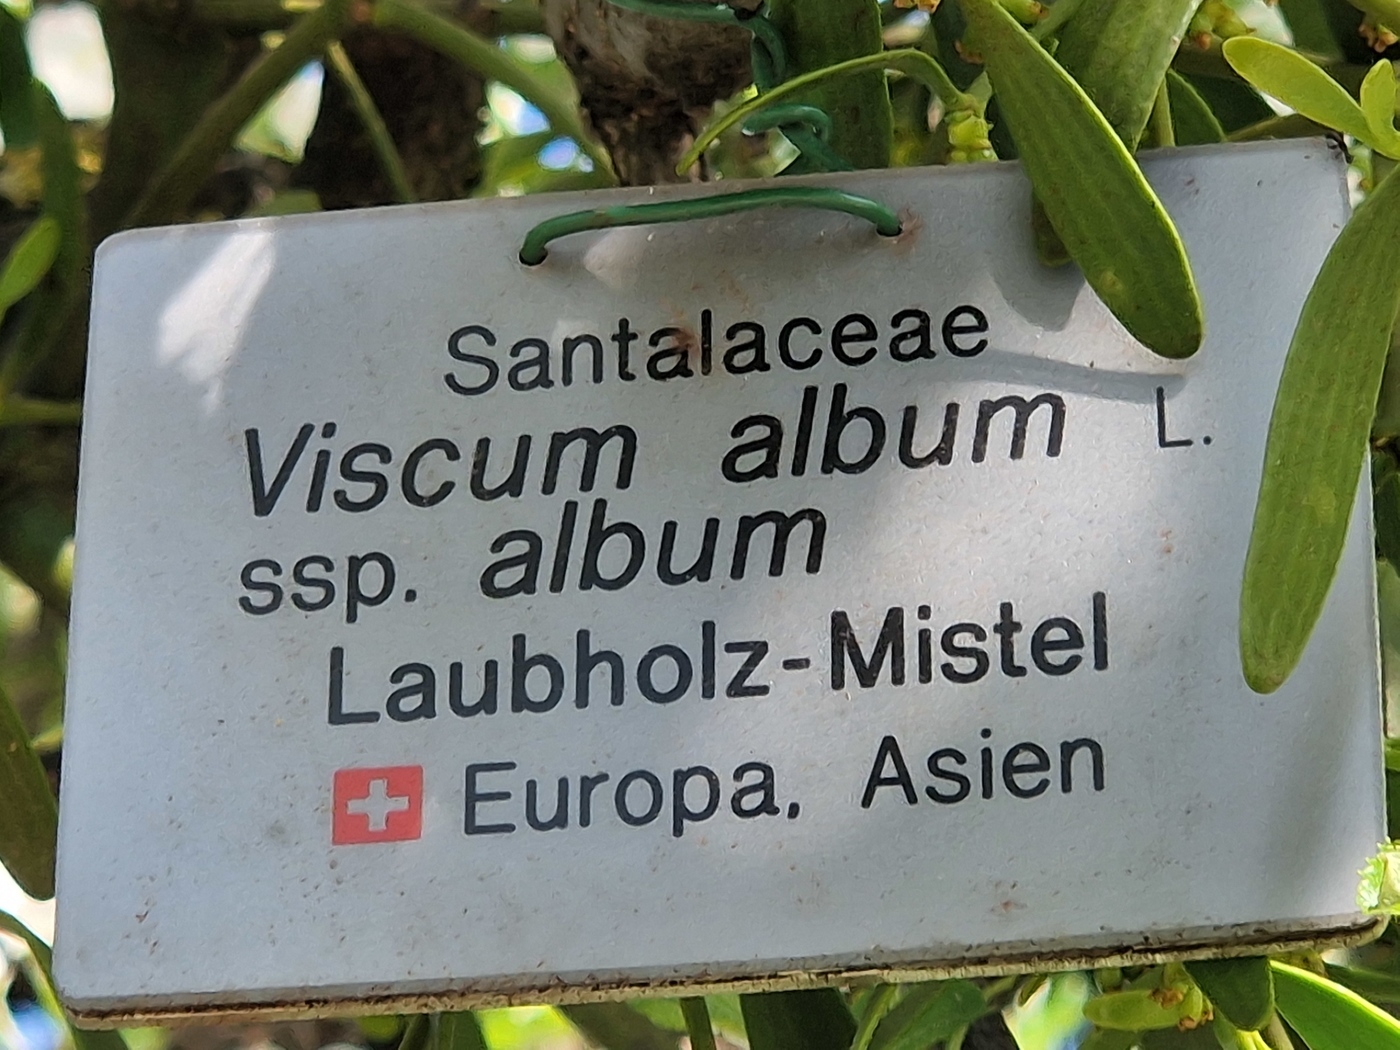 Santalaceae
Viscum album L.
ssp. album
Laubholz-Mistel
Europa, Asien